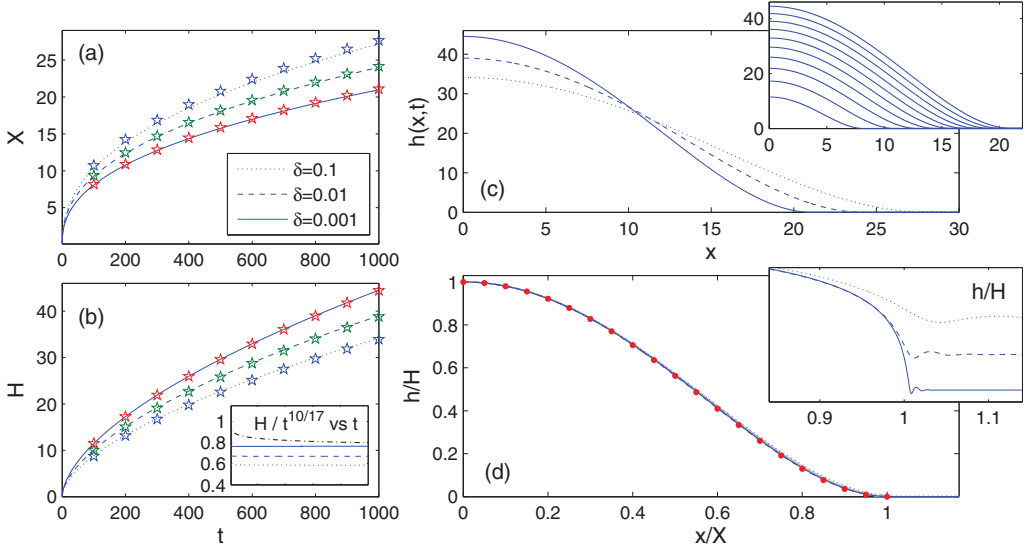 (a)
X
25
20
15
10
5
0 200 400 600 800 1000
δ=0.1
δ=0.01
δ=0.001
(b)
H
40
30
20
10
0
0 200 400 600 800 1000
t
H / t^{10/17} vs t
1
0.8
0.6
0.4
(c)
h(x,t)
40
30
20
10
0
0 5 10 15 20 25 30
x
40
20
0
0 5 10 15 20
(d)
h/H
1
0.8
0.6
0.4
0.2
0
0 0.2 0.4 0.6 0.8 1
x/X
h/H
0.9 1 1.1